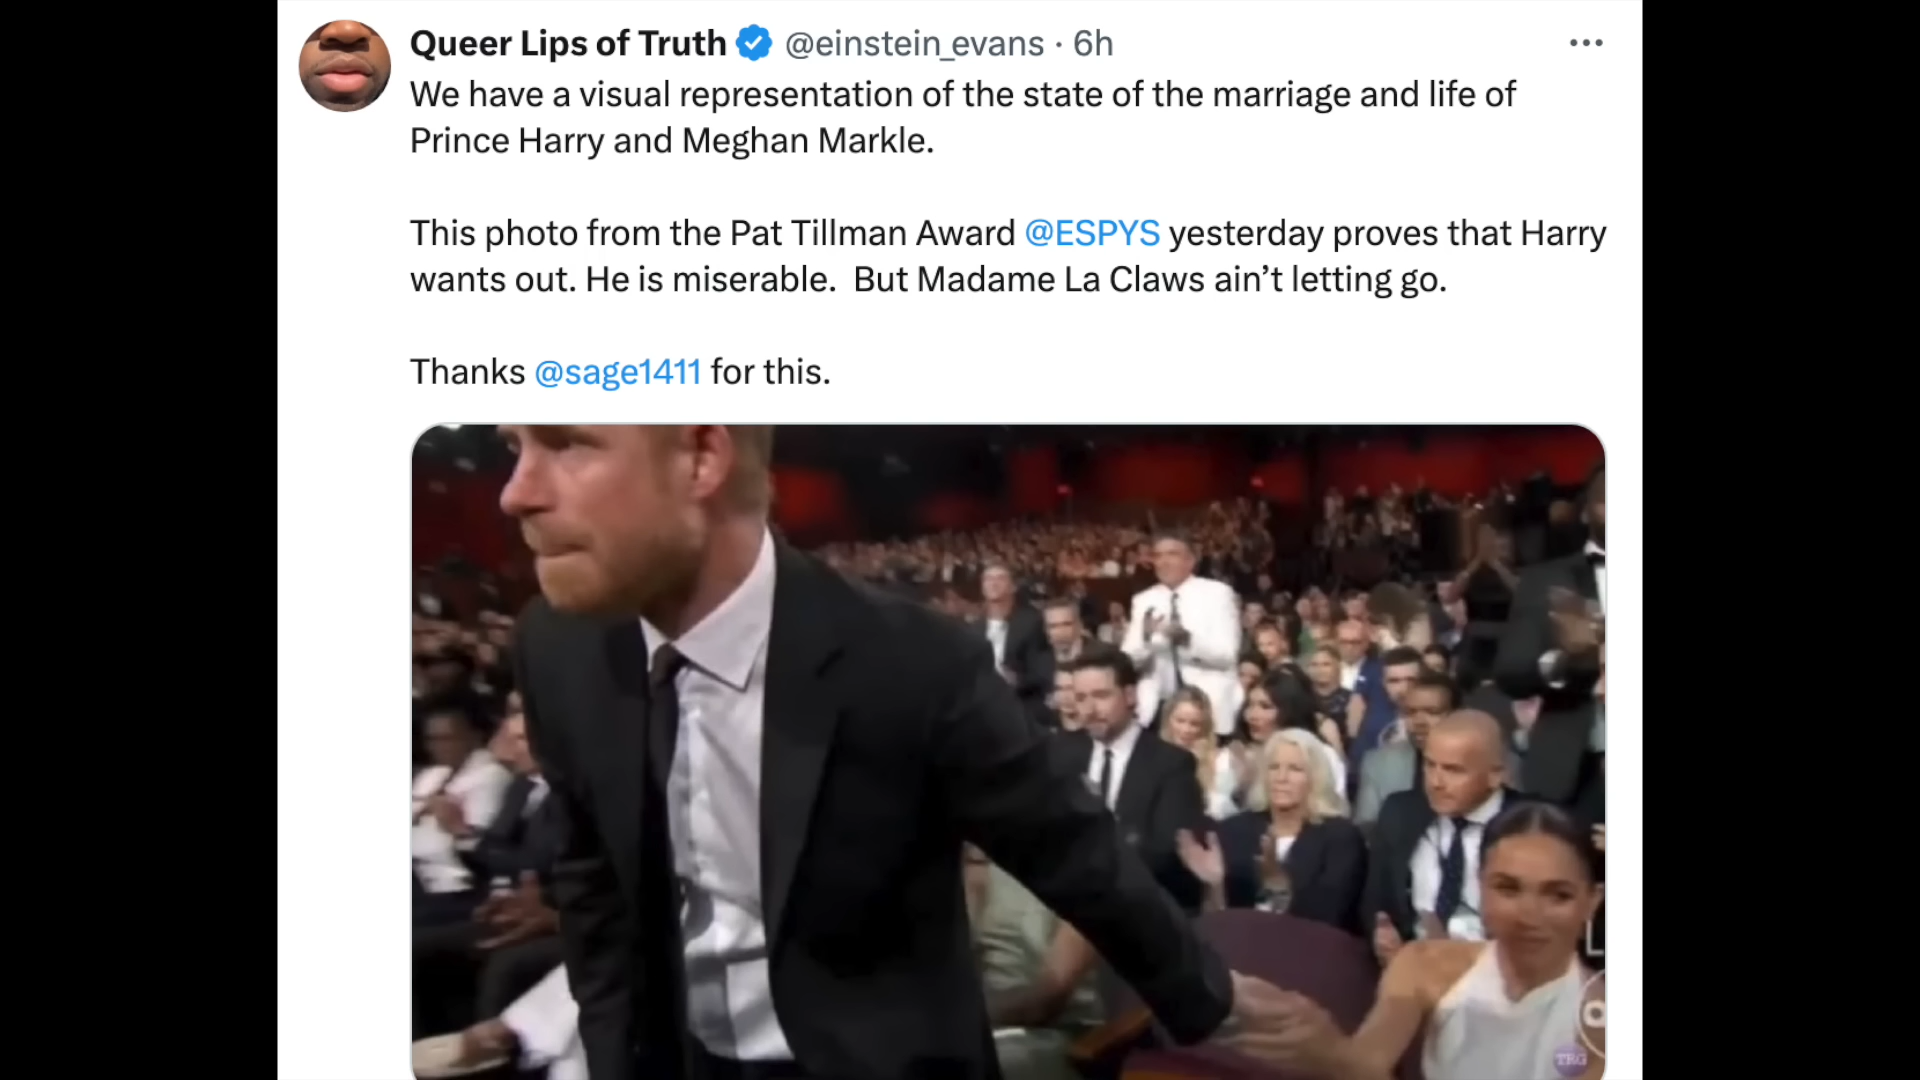 Queer Lips of Truth @einstein_evans · 6h
We have a visual representation of the state of the marriage and life of
Prince Harry and Meghan Markle.
This photo from the Pat Tillman Award @ESPYS yesterday proves that Harry
wants out. He is miserable.  But Madame La Claws ain’t letting go.
Thanks @sage1411 for this.
TRG